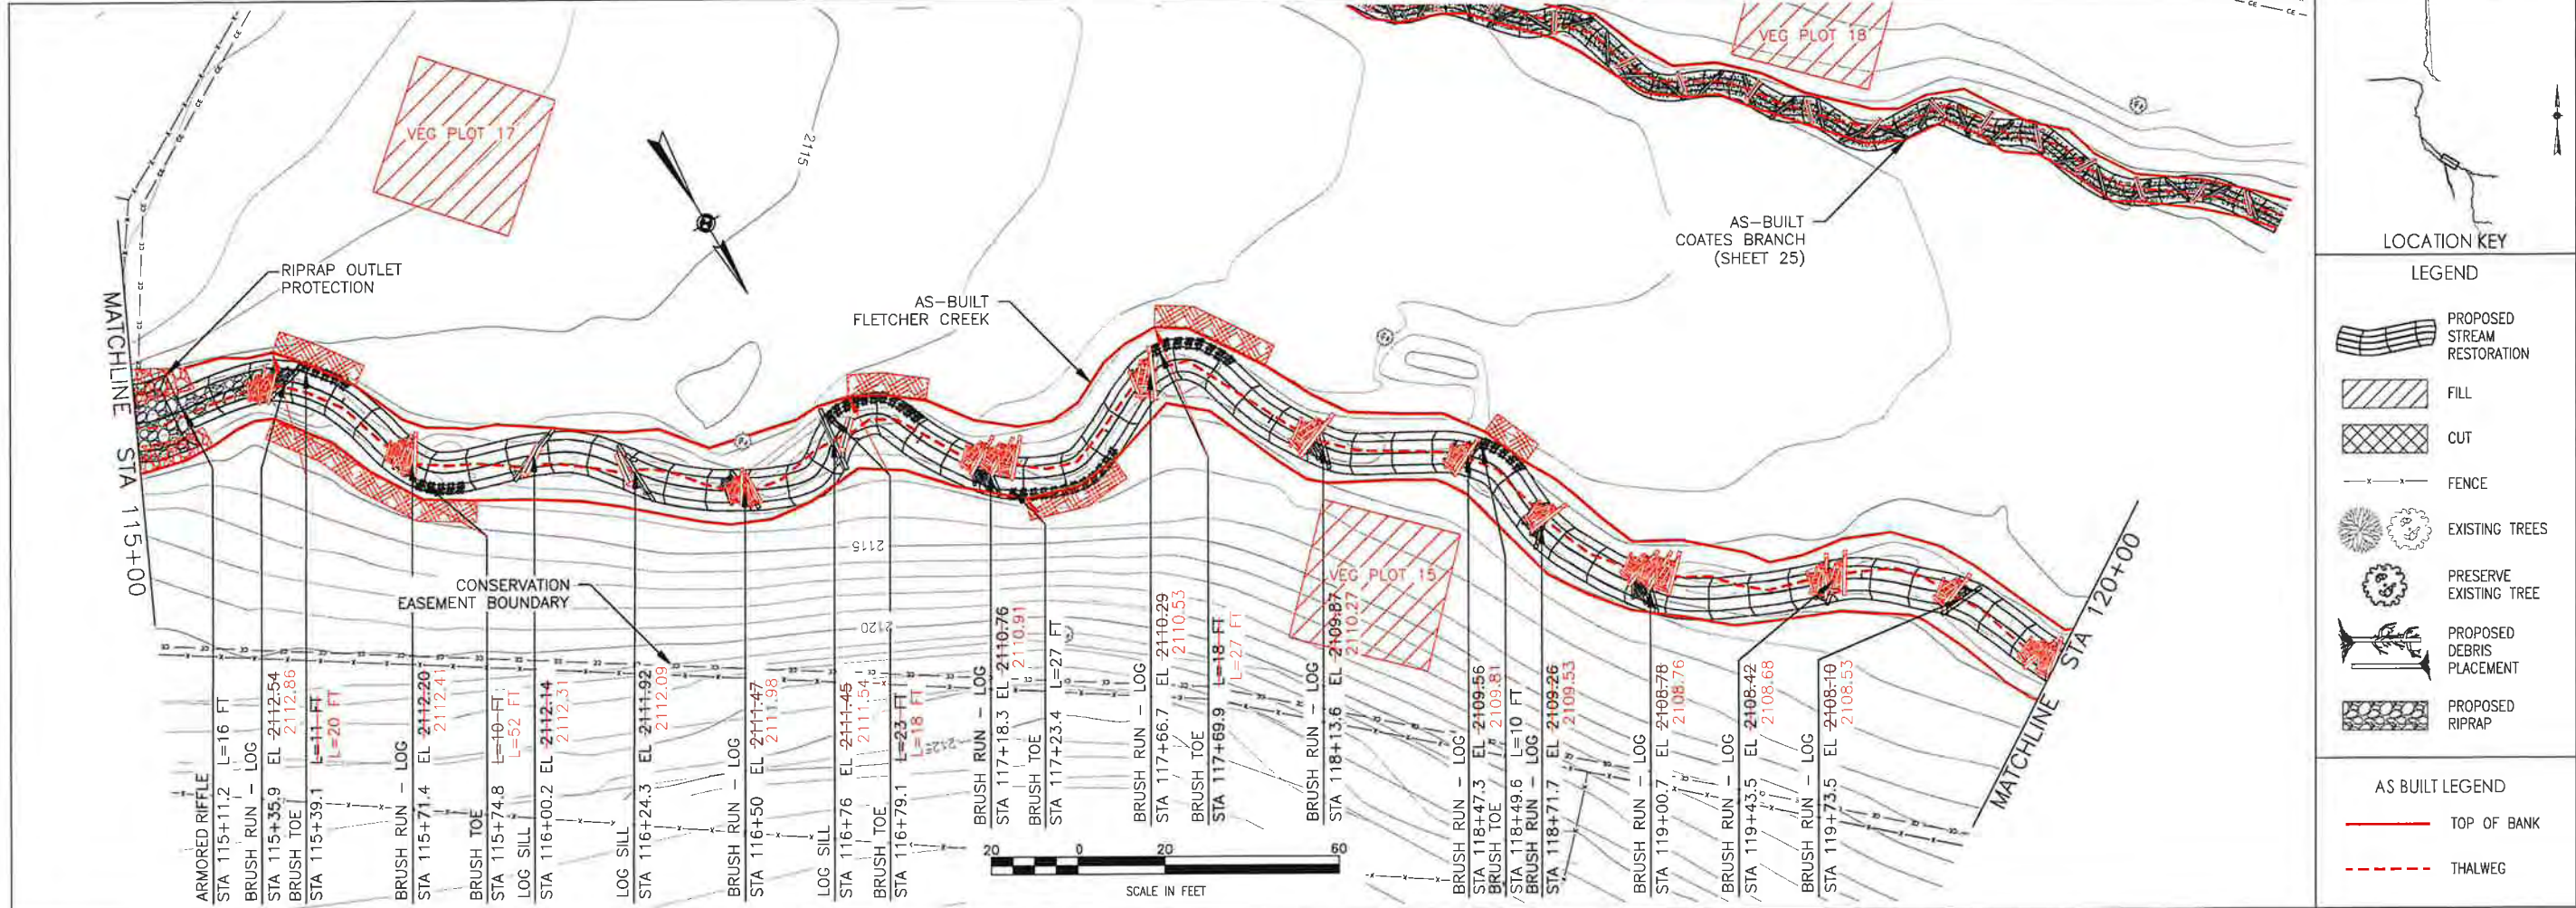 VEG PLOT 17
2115
VEG PLOT 18
RIPRAP OUTLET
PROTECTION
AS-BUILT
FLETCHER CREEK
AS-BUILT
COATES BRANCH
(SHEET 25)
MATCHLINE STA 115+00
CONSERVATION
EASEMENT BOUNDARY
2115
2120
VEG PLOT 15
MATCHLINE STA 120+00
ARMORED RIFFLE
STA 115+11.2 L=16 FT
BRUSH RUN - LOG
STA 115+35.9 EL 2112.54
2112.86
BRUSH TOE
STA 115+39.1 L=11 FT
L=20 FT
BRUSH RUN - LOG
STA 115+71.4 EL 2112.20
2112.41
BRUSH TOE
STA 115+74.8 L=10 FT
L=52 FT
LOG SILL
STA 116+00.2 EL 2112.14
2112.31
LOG SILL
STA 116+24.3 EL 2111.92
2112.09
BRUSH RUN - LOG
STA 116+50 EL 2111.47
2111.98
LOG SILL
STA 116+76 EL 2111.45
2111.54
BRUSH TOE
STA 116+79.1 L=23 FT
L=18 FT
BRUSH RUN - LOG
STA 117+18.3 EL 2110.76
2110.91
BRUSH TOE
STA 117+23.4 L=27 FT
BRUSH RUN - LOG
STA 117+66.7 EL 2110.29
2110.53
BRUSH TOE
STA 117+69.9 L=18 FT
L=27 FT
BRUSH RUN - LOG
STA 118+13.6 EL 2109.87
2110.27
BRUSH RUN - LOG
STA 118+47.3 EL 2109.56
2109.81
BRUSH TOE
STA 118+49.6 L=10 FT
BRUSH RUN - LOG
STA 118+71.7 EL 2109.26
2109.53
BRUSH RUN - LOG
STA 119+00.7 EL 2108.78
2108.76
BRUSH RUN - LOG
STA 119+43.5 EL 2108.42
2108.68
BRUSH RUN - LOG
STA 119+73.5 EL 2108.10
2108.53
20 0 20 60
SCALE IN FEET
LOCATION KEY
LEGEND
PROPOSED
STREAM
RESTORATION
FILL
CUT
FENCE
EXISTING TREES
PRESERVE
EXISTING TREE
PROPOSED
DEBRIS
PLACEMENT
PROPOSED
RIPRAP
AS BUILT LEGEND
TOP OF BANK
THALWEG